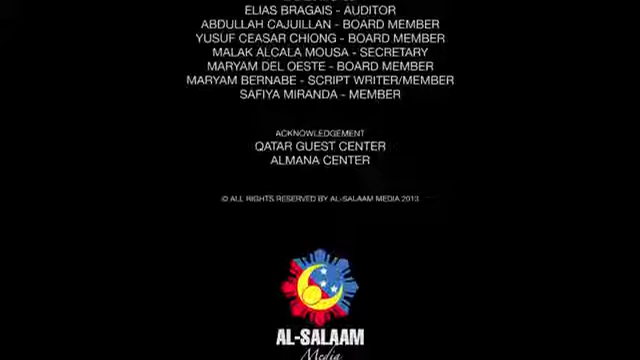 ELIAS BRAGAIS - AUDITOR
ABDULLAH CAJUILLAN - BOARD MEMBER
YUSUF CEASAR CHIONG - BOARD MEMBER
MALAK ALCALA MOUSA - SECRETARY
MARYAM DEL OESTE - BOARD MEMBER
MARYAM BERNABE - SCRIPT WRITER/MEMBER
SAFIYA MIRANDA - MEMBER
ACKNOWLEDGEMENT
QATAR GUEST CENTER
ALMANA CENTER
© ALL RIGHTS RESERVED BY AL-SALAAM MEDIA 2013
AL-SALAAM
Media